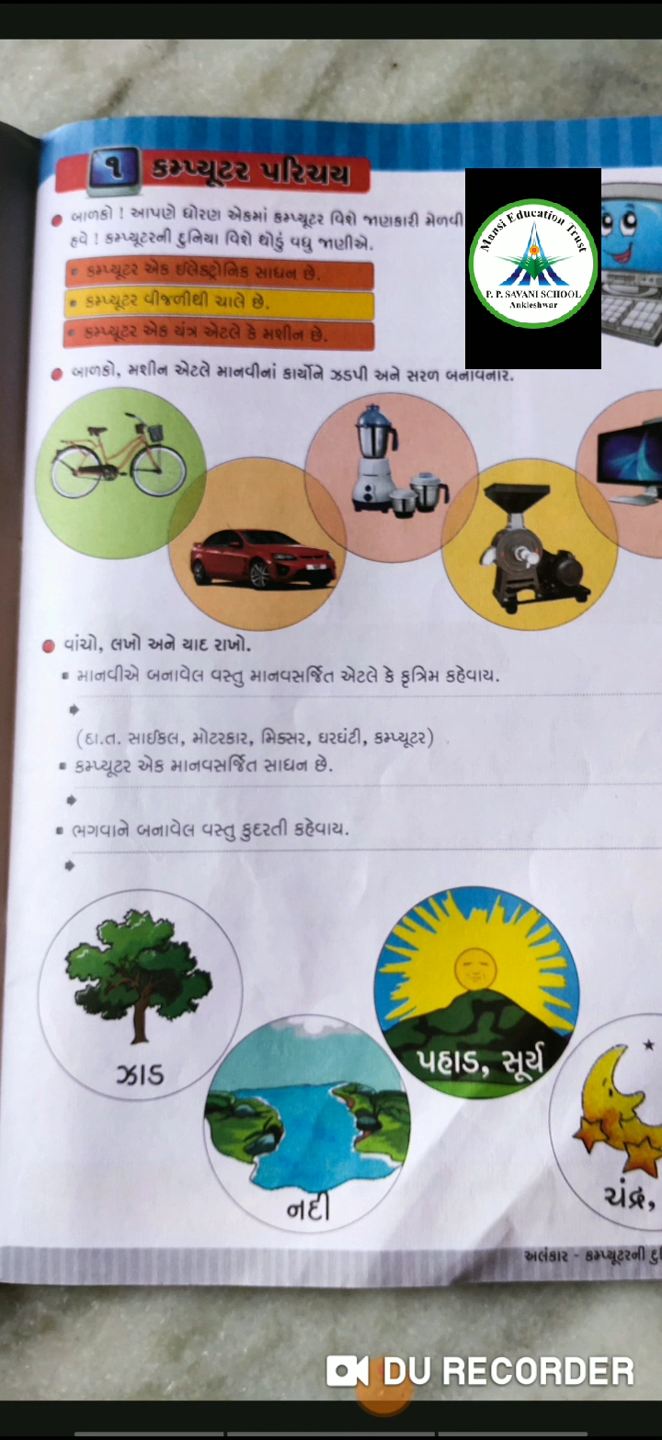 ૧ કમ્પ્યૂટર પરિચય
બાળકો ! આપણે ધોરણ એકમાં કમ્પ્યૂટર વિશે જાણકારી મેળવી
હવે ! કમ્પ્યૂટરની દુનિયા વિશે થોડું વધુ જાણીએ.
Mansi Education Trust
P. P. SAVANI SCHOOL
Ankleshwar
કમ્પ્યૂટર એક ઈલેક્ટ્રોનિક સાધન છે.
કમ્પ્યૂટર વીજળીથી ચાલે છે.
કમ્પ્યૂટર એક યંત્ર એટલે કે મશીન છે.
બાળકો, મશીન એટલે માનવીનાં કાર્યોને ઝડપી અને સરળ બનાવનાર.
વાંચો, લખો અને યાદ રાખો.
માનવીએ બનાવેલ વસ્તુ માનવસર્જિત એટલે કે કૃત્રિમ કહેવાય.
(દા.ત. સાઈકલ, મોટરકાર, મિક્સર, ઘરઘંટી, કમ્પ્યૂટર)
કમ્પ્યૂટર એક માનવસર્જિત સાધન છે.
ભગવાને બનાવેલ વસ્તુ કુદરતી કહેવાય.
પહાડ, સૂર્ય
ઝાડ
ચંદ્ર,
નદી
અલંકાર - કમ્પ્યૂટરની
DU RECORDER